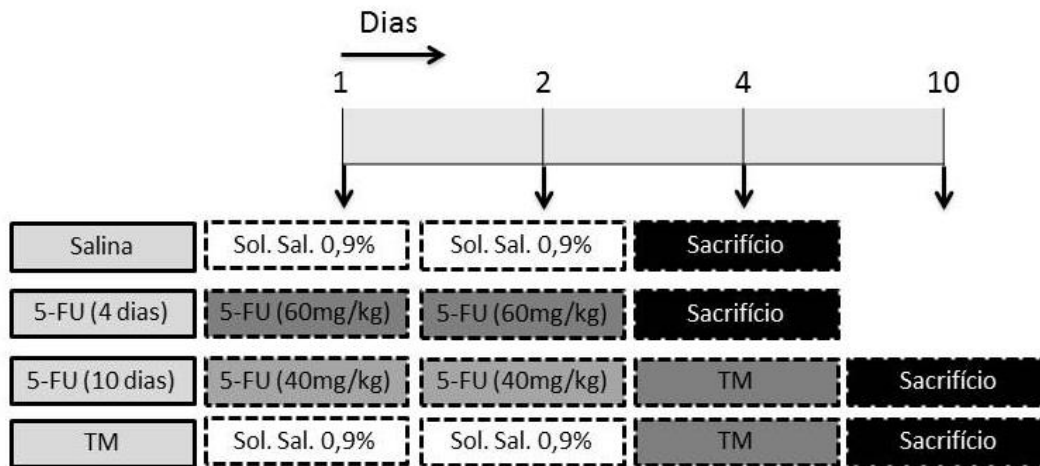 Dias
1 2 4 10
Salina Sol. Sal. 0,9% Sol. Sal. 0,9% Sacrifício
5-FU (4 dias) 5-FU (60mg/kg) 5-FU (60mg/kg) Sacrifício
5-FU (10 dias) 5-FU (40mg/kg) 5-FU (40mg/kg) TM Sacrifício
TM Sol. Sal. 0,9% Sol. Sal. 0,9% TM Sacrifício